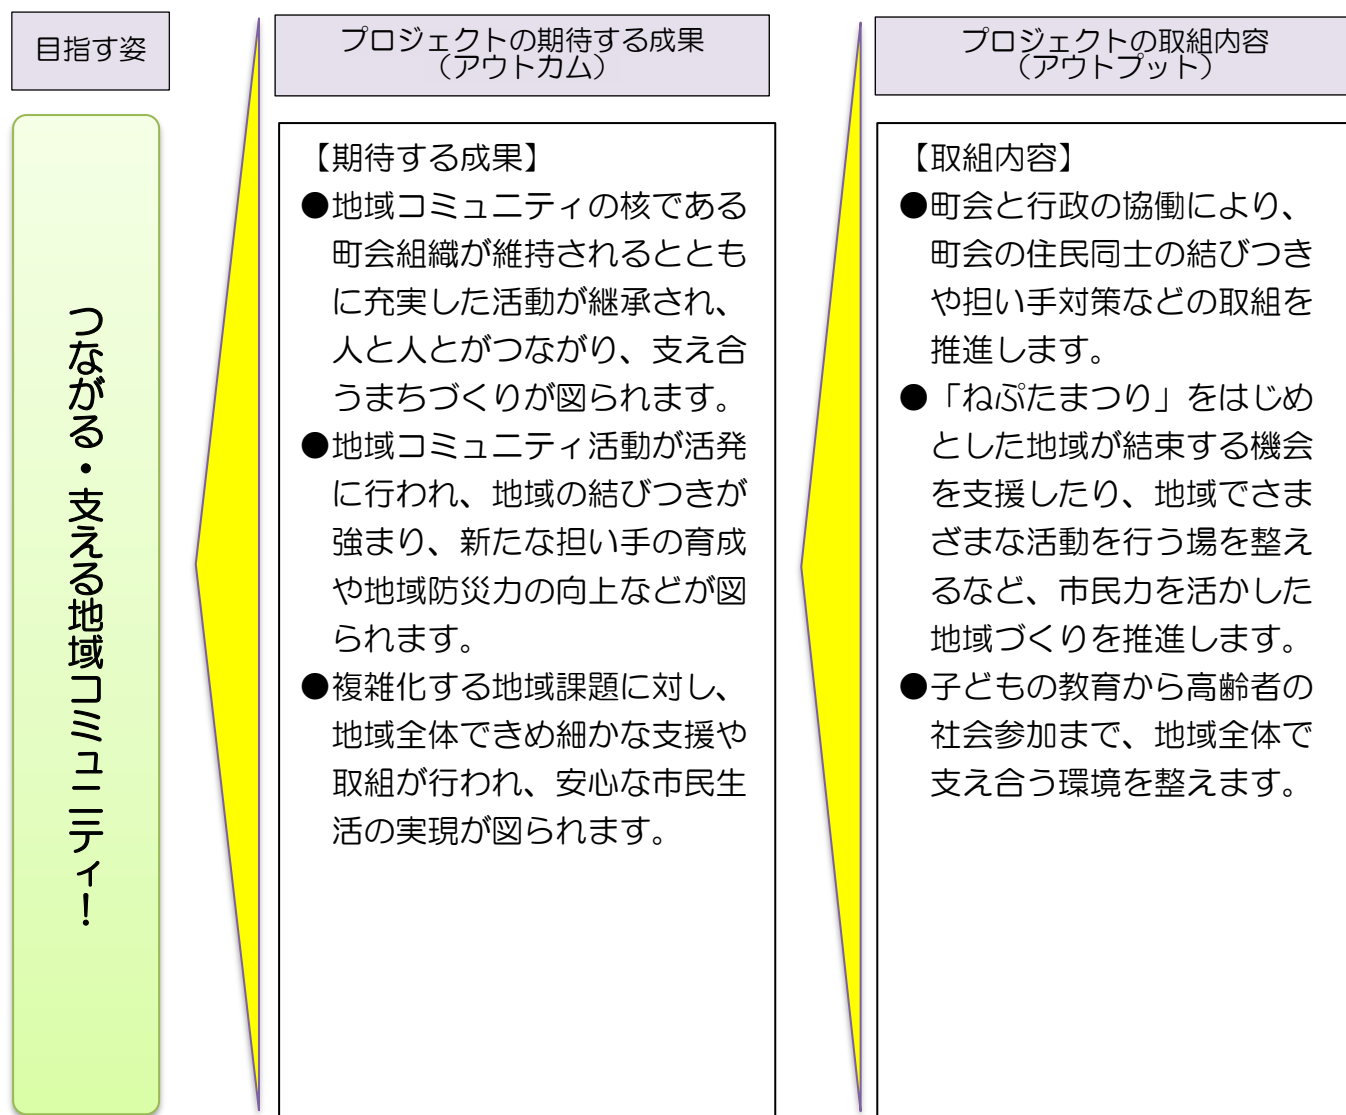 目指す姿
つながる・支える地域コミュニティ！
プロジェクトの期待する成果
（アウトカム）
【期待する成果】
●地域コミュニティの核である
町会組織が維持されるととも
に充実した活動が継承され、
人と人とがつながり、支え合
うまちづくりが図られます。
●地域コミュニティ活動が活発
に行われ、地域の結びつきが
強まり、新たな担い手の育成
や地域防災力の向上などが図
られます。
●複雑化する地域課題に対し、
地域全体できめ細かな支援や
取組が行われ、安心な市民生
活の実現が図られます。
プロジェクトの取組内容
（アウトプット）
【取組内容】
●町会と行政の協働により、
町会の住民同士の結びつき
や担い手対策などの取組を
推進します。
●「ねぷたまつり」をはじめ
とした地域が結束する機会
を支援したり、地域でさま
ざまな活動を行う場を整え
るなど、市民力を活かした
地域づくりを推進します。
●子どもの教育から高齢者の
社会参加まで、地域全体で
支え合う環境を整えます。